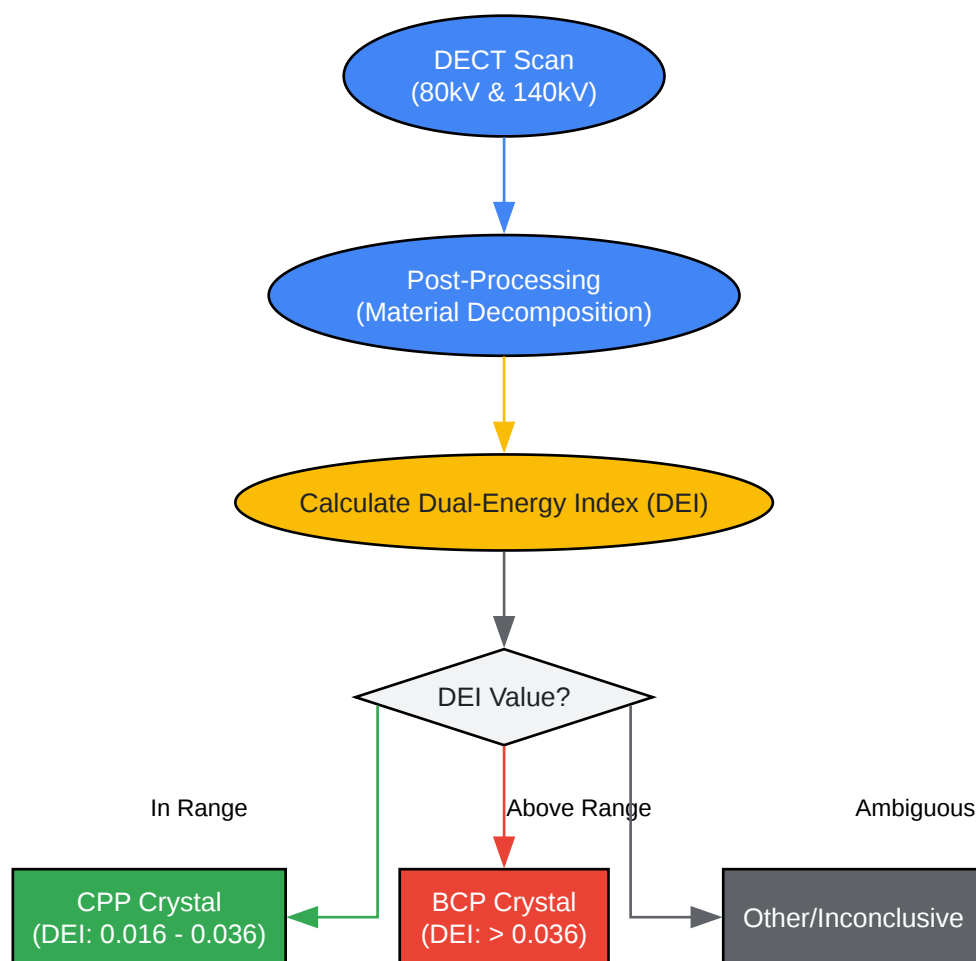 DECT Scan
(80kV & 140kV)
Post-Processing
(Material Decomposition)
Calculate Dual-Energy Index (DEI)
DEI Value?
In Range
Above Range
Ambiguous
CPP Crystal
(DEI: 0.016 - 0.036)
BCP Crystal
(DEI: > 0.036)
Other/Inconclusive